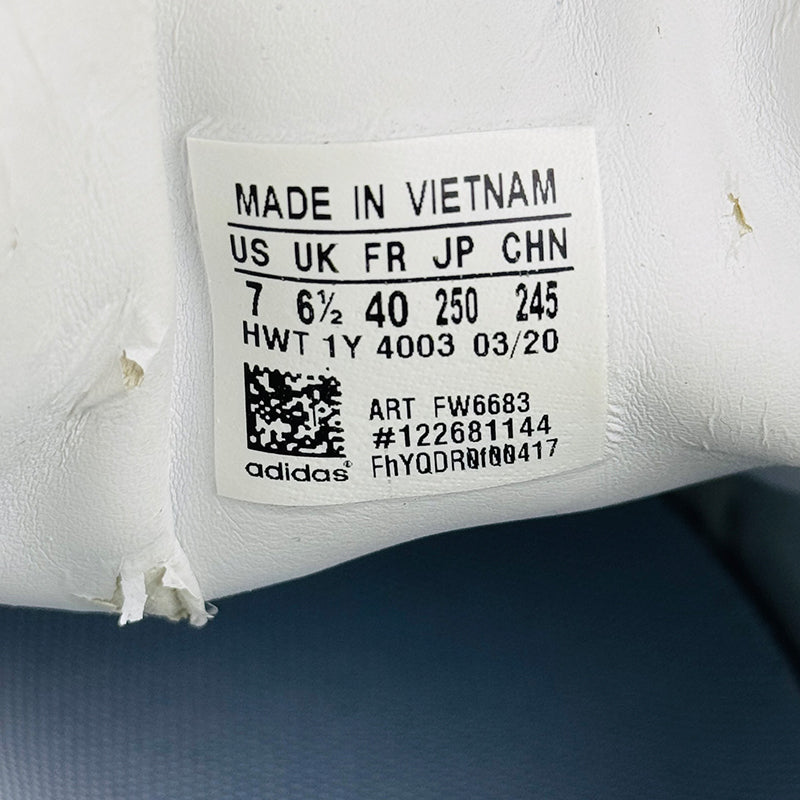 MADE IN VIETNAM
US UK FR JP CHN
7 6½ 40 250 245
HWT 1Y 4003 03/20
ART FW6683
#122681144
adidas